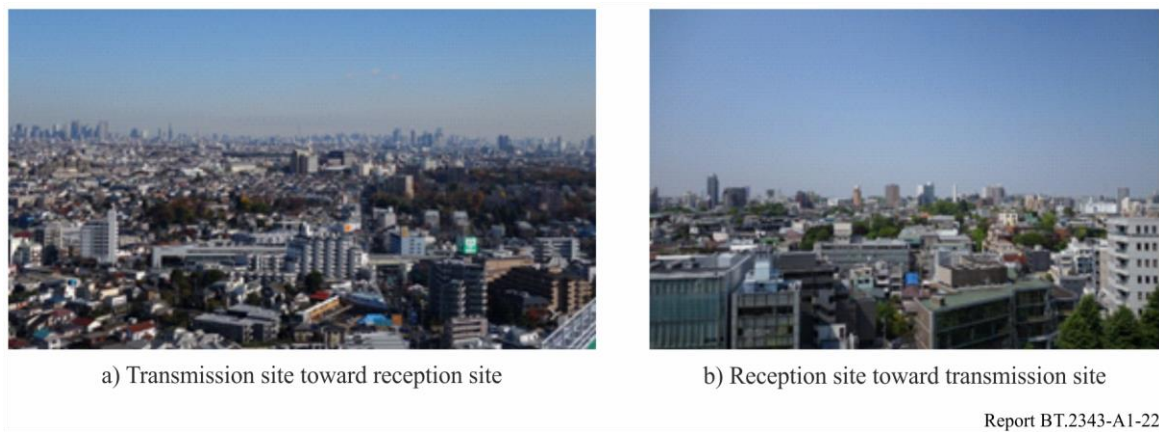 a) Transmission site toward reception site
b) Reception site toward transmission site
Report BT.2343-A1-22